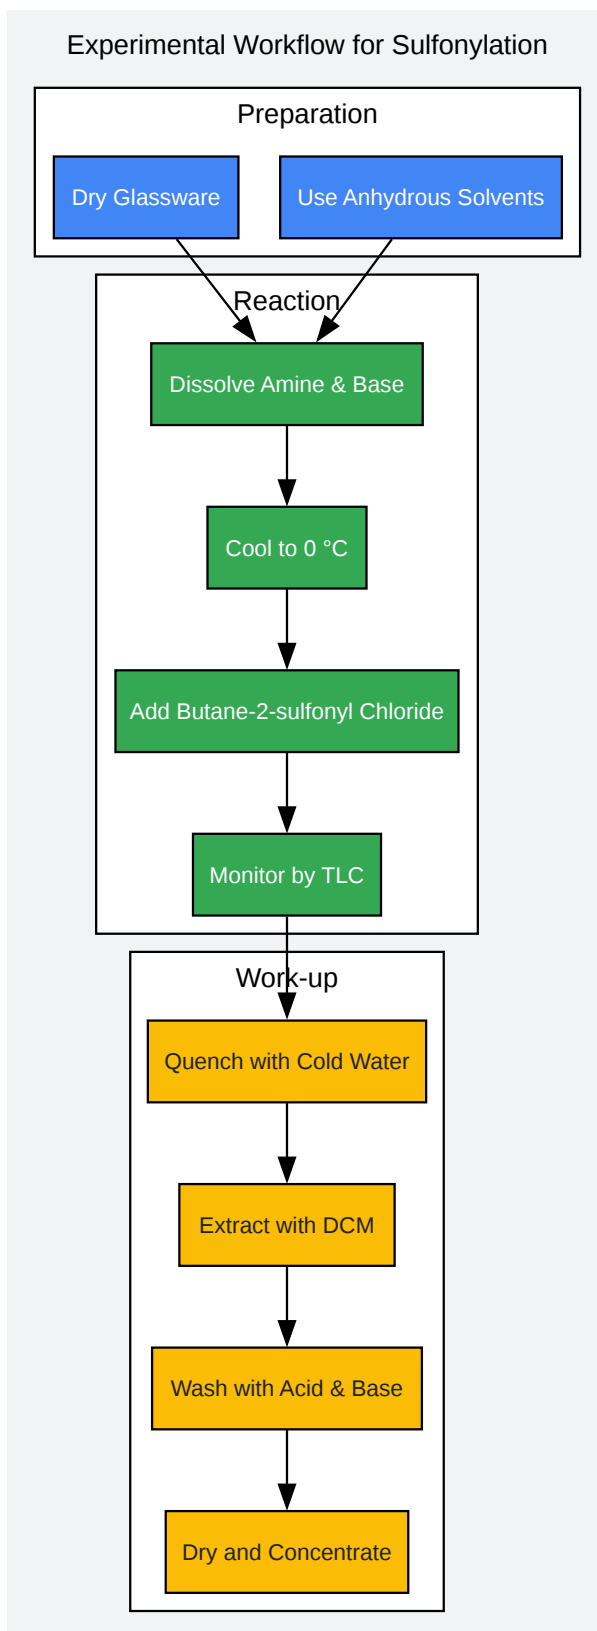 Experimental Workflow for Sulfonylation
Preparation
Dry Glassware
Use Anhydrous Solvents
Reaction
Dissolve Amine & Base
Cool to 0 °C
Add Butane-2-sulfonyl Chloride
Monitor by TLC
Work-up
Quench with Cold Water
Extract with DCM
Wash with Acid & Base
Dry and Concentrate